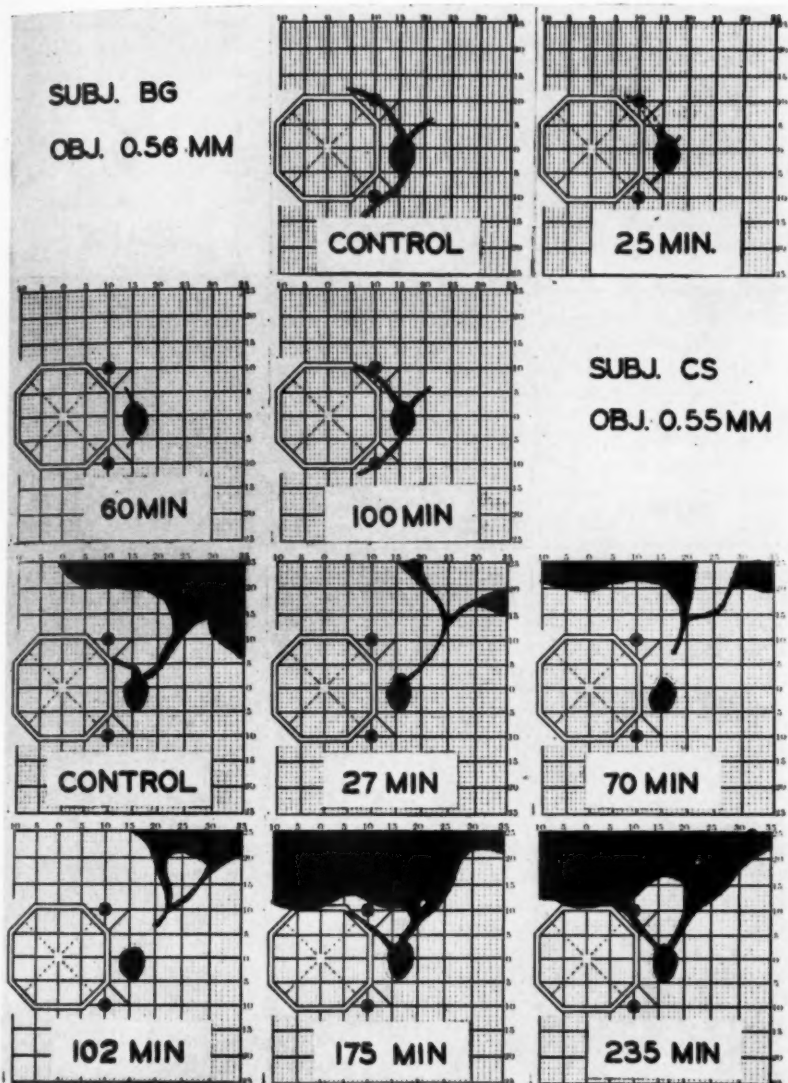 SUBJ. BG
OBJ. 0.56 MM
CONTROL
25 MIN.
60 MIN
100 MIN
SUBJ. CS
OBJ. 0.55 MM
CONTROL
27 MIN
70 MIN
102 MIN
175 MIN
235 MIN